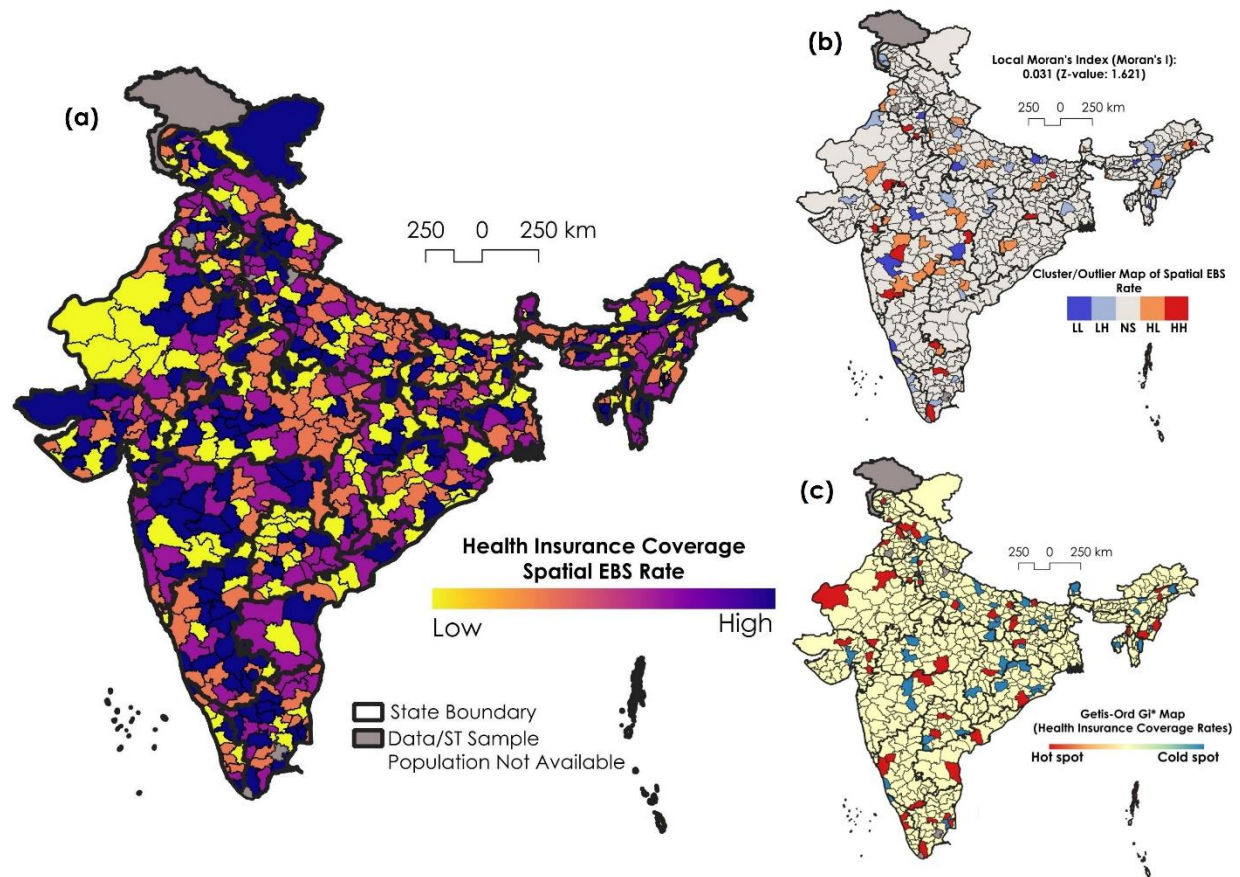 (a)
250 0 250 km
Health Insurance Coverage
Spatial EBS Rate
Low High
State Boundary
Data/ST Sample
Population Not Available
(b)
Local Moran's Index (Moran's I):
0.031 (Z-value: 1.621)
250 0 250 km
Cluster/Outlier Map of Spatial EBS
Rate
LL LH NS HL HH
(c)
250 0 250 km
Getis-Ord Gi* Map
(Health Insurance Coverage Rates)
Hot spot Cold spot